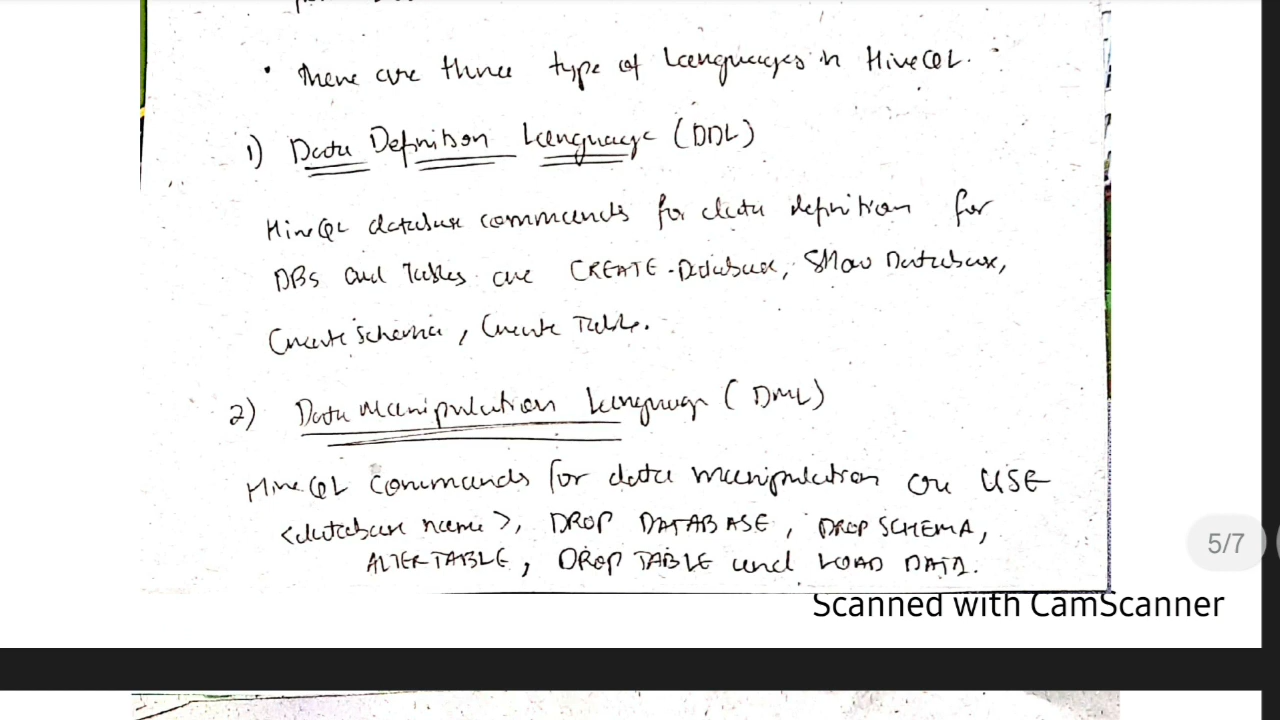 • There are three type of Languages in HiveQL.
1) Data Definition Language (DDL)
HiveQL database commands for data definition for
DBs and Tables are CREATE-Database, Show Database,
Create Schema, Create Table.
2) Data Manipulation Language (DML)
HiveQL Commands for data manipulation are USE
<database name>, DROP DATABASE, DROP SCHEMA,
ALTER TABLE, DROP TABLE and LOAD DATA.
5/7
Scanned with CamScanner